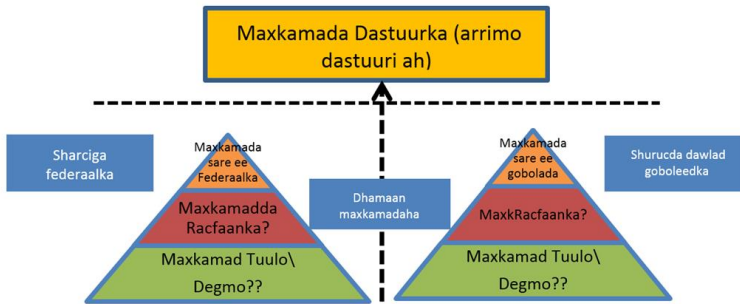 Maxkamada Dastuurka (arrimo
dastuuri ah)
Sharciga
federaalka
Maxkamada
sare ee
Federaalka
Maxkamadda
Racfaanka?
Maxkamad Tuulo\
Degmo??
Dhamaan
maxkamadaha
Maxkamada
sare ee
gobolada
MaxkRacfaanka?
Maxkamad Tuulo\
Degmo??
Shurucda dawlad
goboleedka